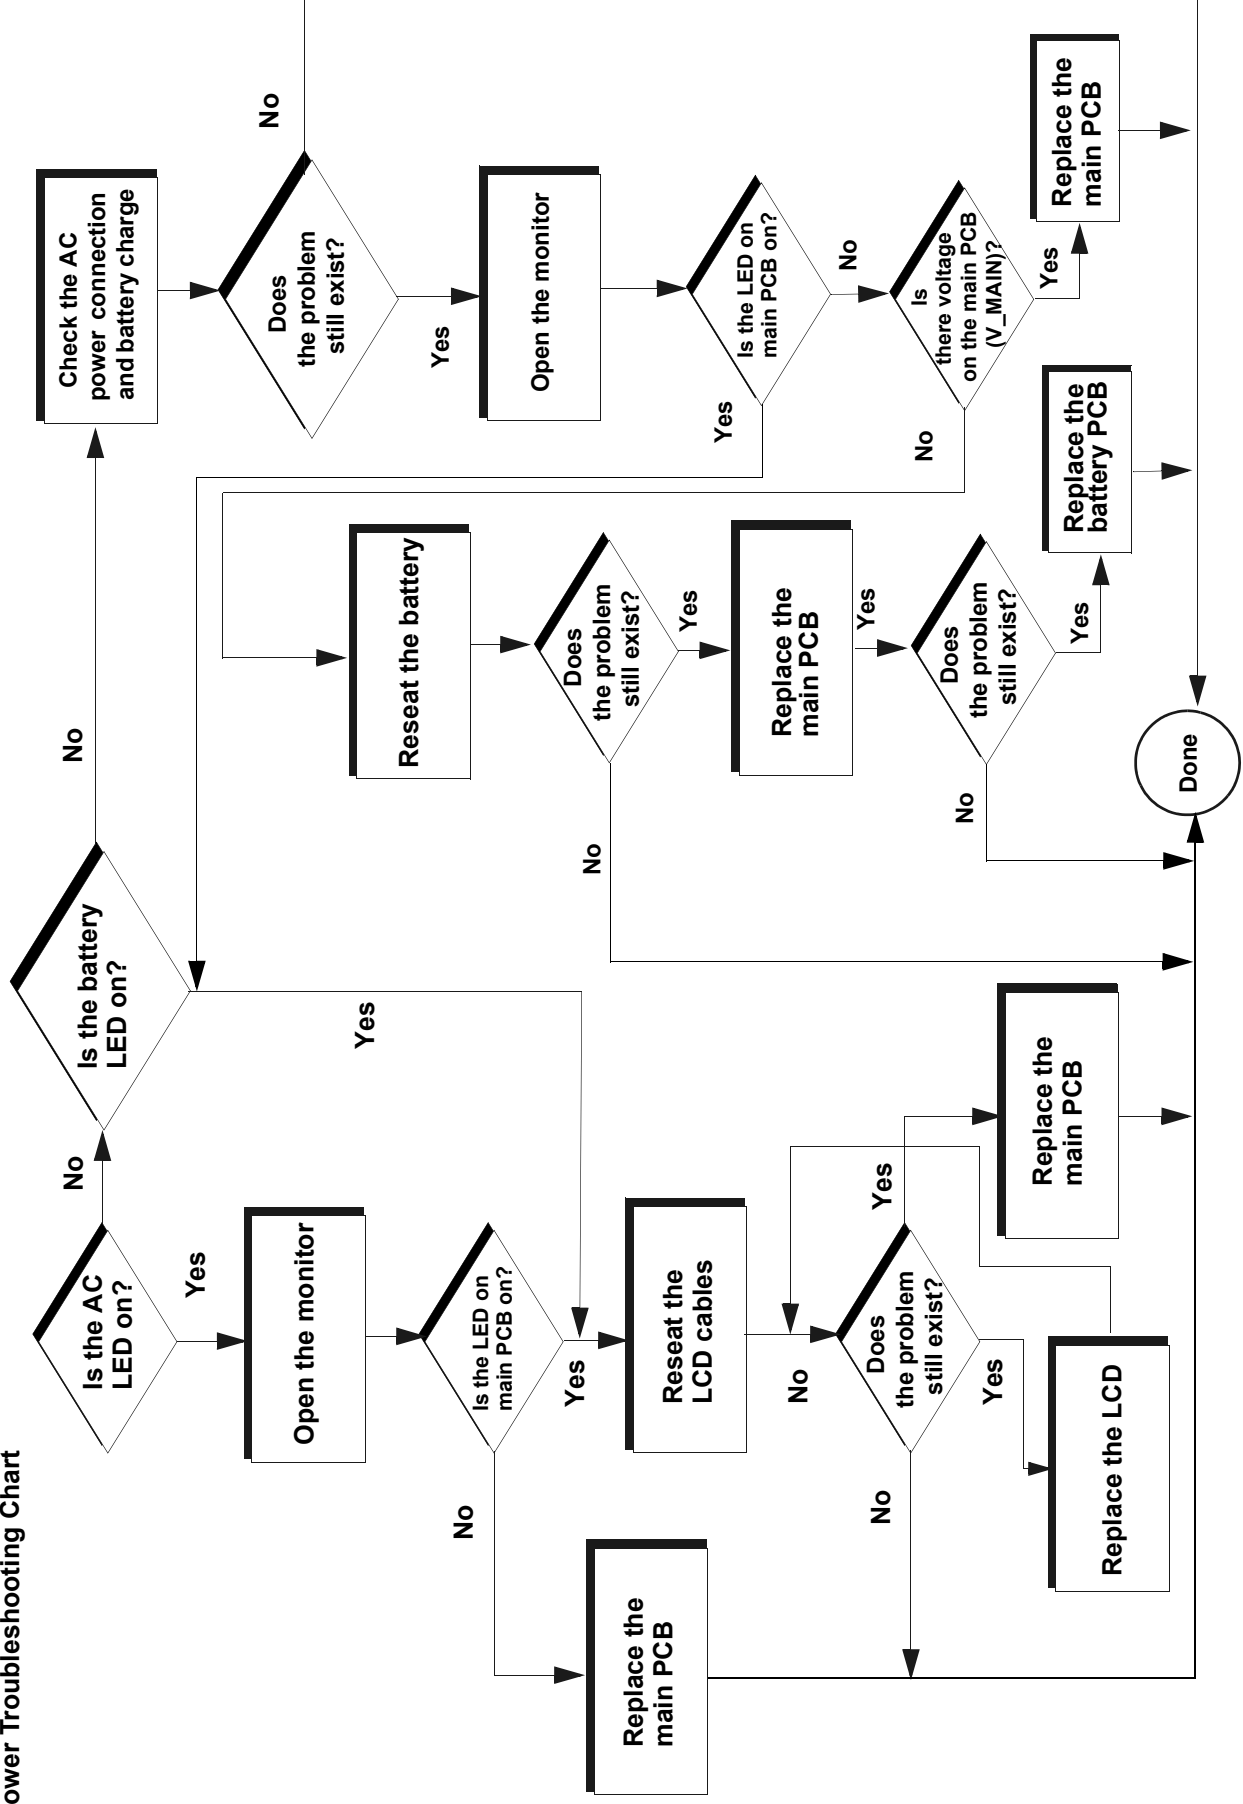 ower Troubleshooting Chart
Is the AC
LED on?
No
Yes
Is the battery
LED on?
No
Yes
Check the AC
power connection
and battery charge
Does
the problem
still exist?
No
Yes
Open the monitor
Is the LED on
main PCB on?
Yes
No
Is
there voltage
on the main PCB
(V_MAIN)?
No
Yes
Replace the
main PCB
Open the monitor
Is the LED on
main PCB on?
No
Yes
Replace the
main PCB
Reseat the
LCD cables
No
Does
the problem
still exist?
No
Yes
Yes
Replace the LCD
Replace the
main PCB
Reseat the battery
Does
the problem
still exist?
No
Yes
Replace the
main PCB
Yes
Does
the problem
still exist?
No
Yes
Replace the
battery PCB
Done